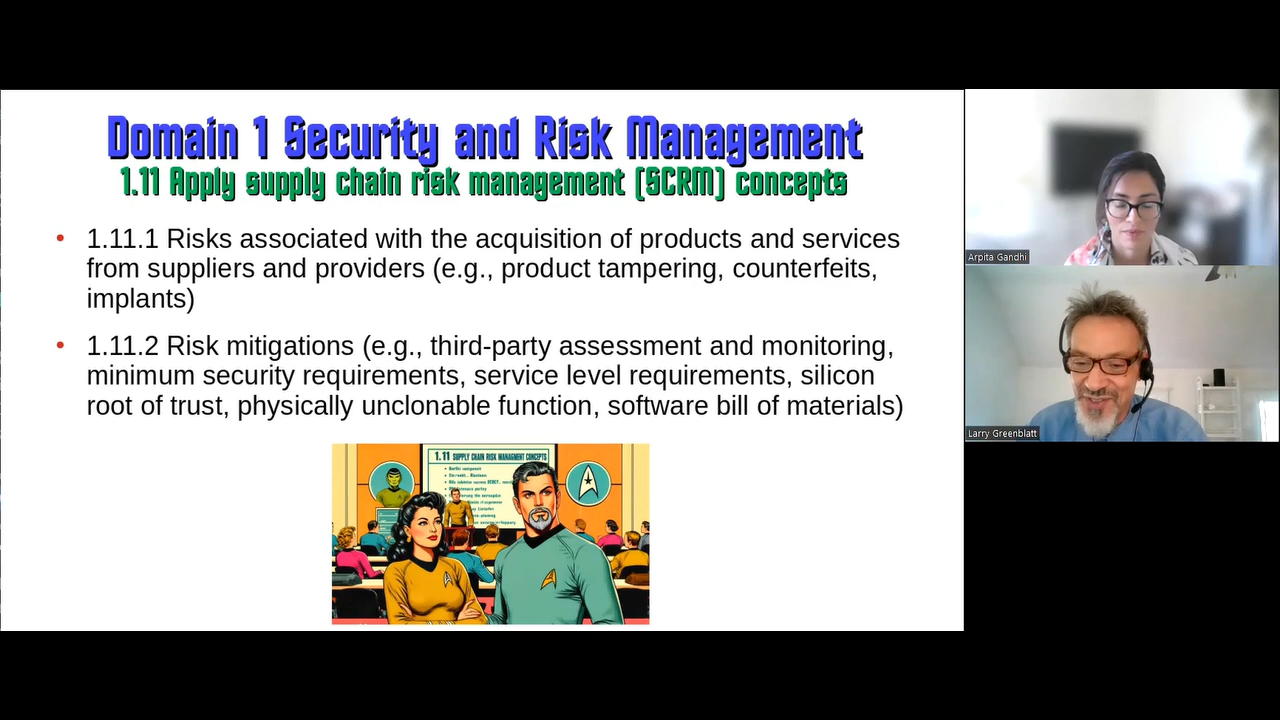 Domain 1 Security and Risk Management
1.11 Apply supply chain risk management (SCRM) concepts
• 1.11.1 Risks associated with the acquisition of products and services
from suppliers and providers (e.g., product tampering, counterfeits,
implants)
• 1.11.2 Risk mitigations (e.g., third-party assessment and monitoring,
minimum security requirements, service level requirements, silicon
root of trust, physically unclonable function, software bill of materials)
1.11 SUPPLY CHAIN RISK MANAGMENT CONCEPTS
Arpita Gandhi
Larry Greenblatt